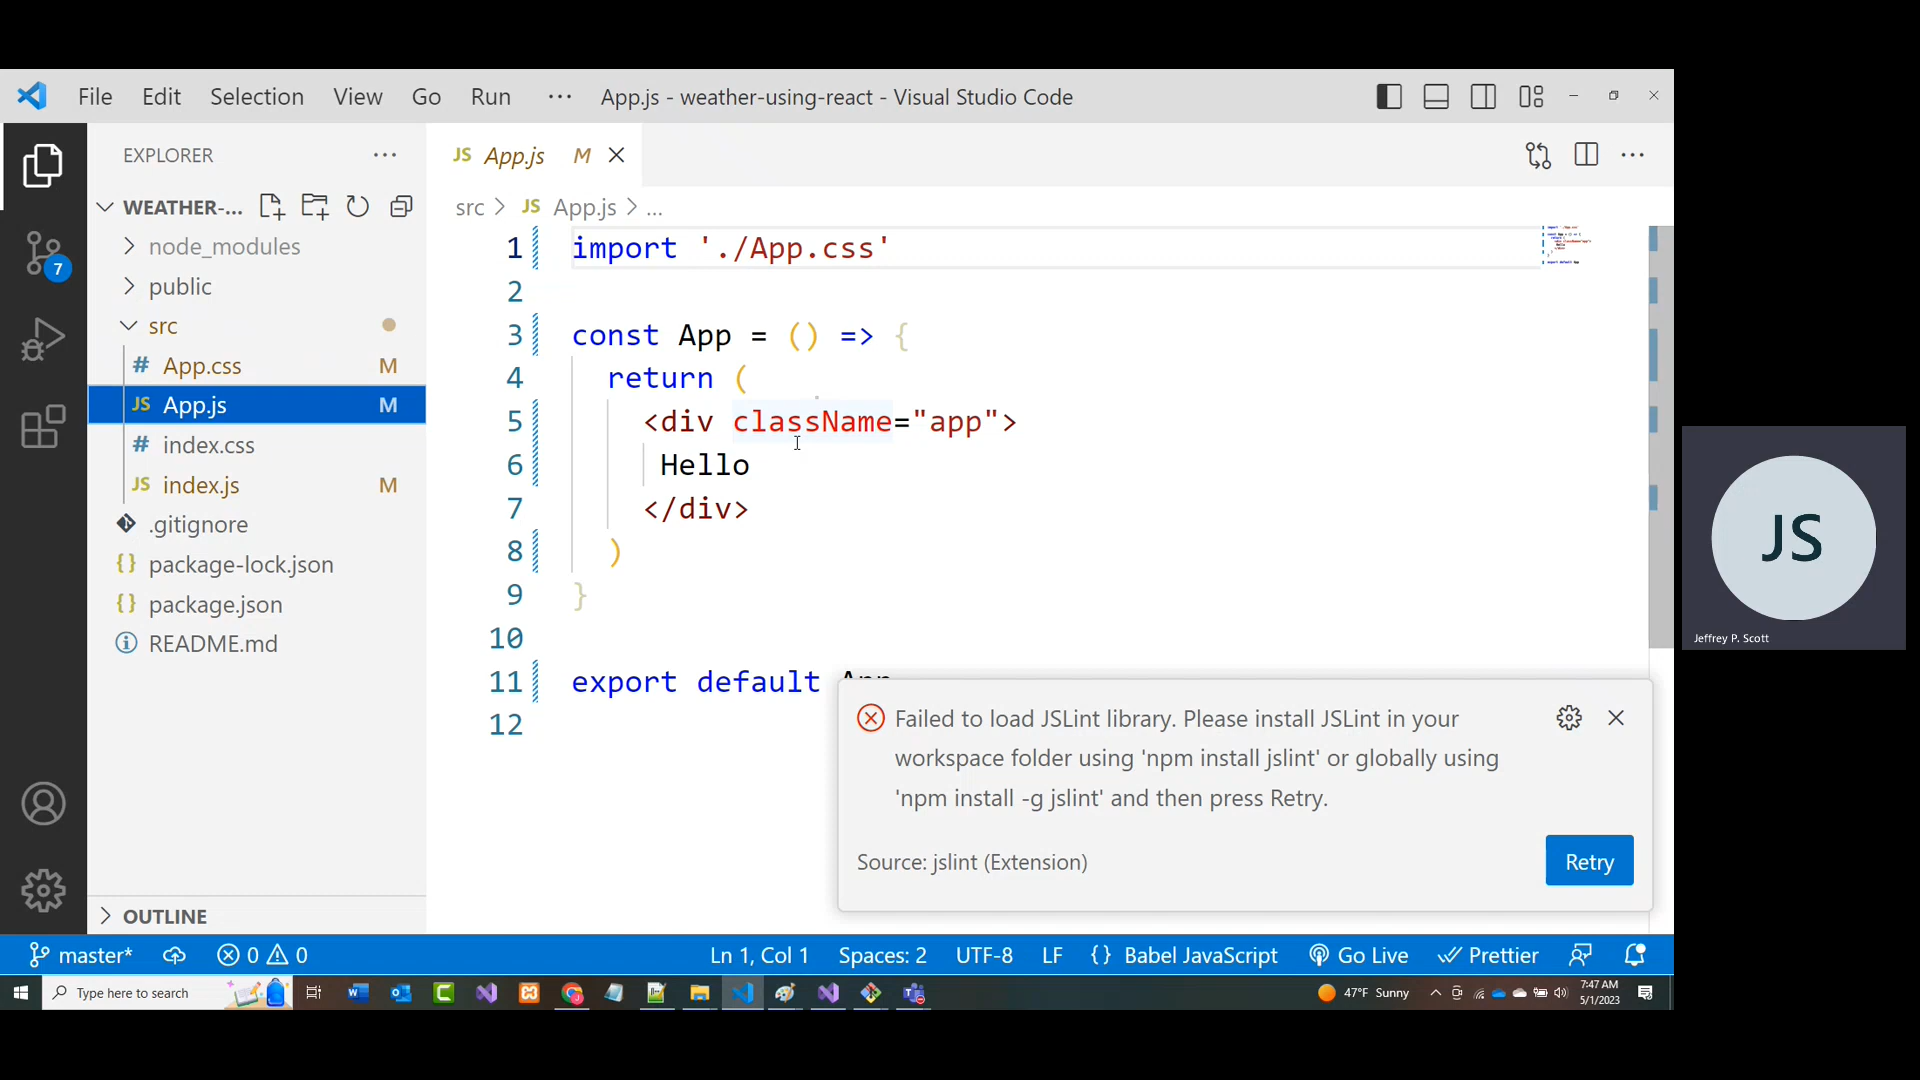 File Edit Selection View Go Run ··· App.js - weather-using-react - Visual Studio Code
EXPLORER ···
WEATHER-...
node_modules
public
src
# App.css M
JS App.js M
# index.css
JS index.js M
.gitignore
{} package-lock.json
{} package.json
README.md
OUTLINE
7
JS App.js M
src > JS App.js > ...
1 import './App.css'
2
3 const App = () => {
4 return (
5 <div className="app">
6 Hello
7 </div>
8 )
9 }
10
11 export default App
12
Failed to load JSLint library. Please install JSLint in your
workspace folder using 'npm install jslint' or globally using
'npm install -g jslint' and then press Retry.
Source: jslint (Extension)
Retry
master* 0 0 Ln 1, Col 1 Spaces: 2 UTF-8 LF {} Babel JavaScript Go Live Prettier
Type here to search
47°F Sunny
7:47 AM
5/1/2023
JS
Jeffrey P. Scott